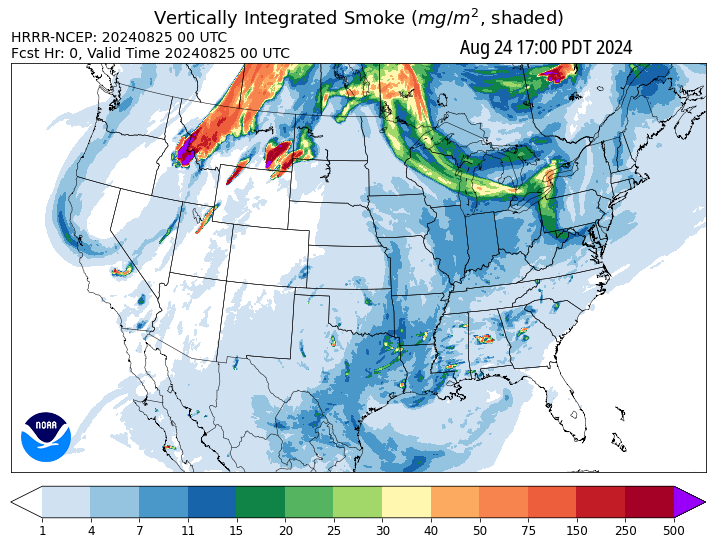 Vertically Integrated Smoke (mg/m², shaded)
HRRR-NCEP: 20240825 00 UTC
Fcst Hr: 0, Valid Time 20240825 00 UTC
Aug 24 17:00 PDT 2024
NOAA
1 4 7 11 15 20 25 30 40 50 75 150 250 500